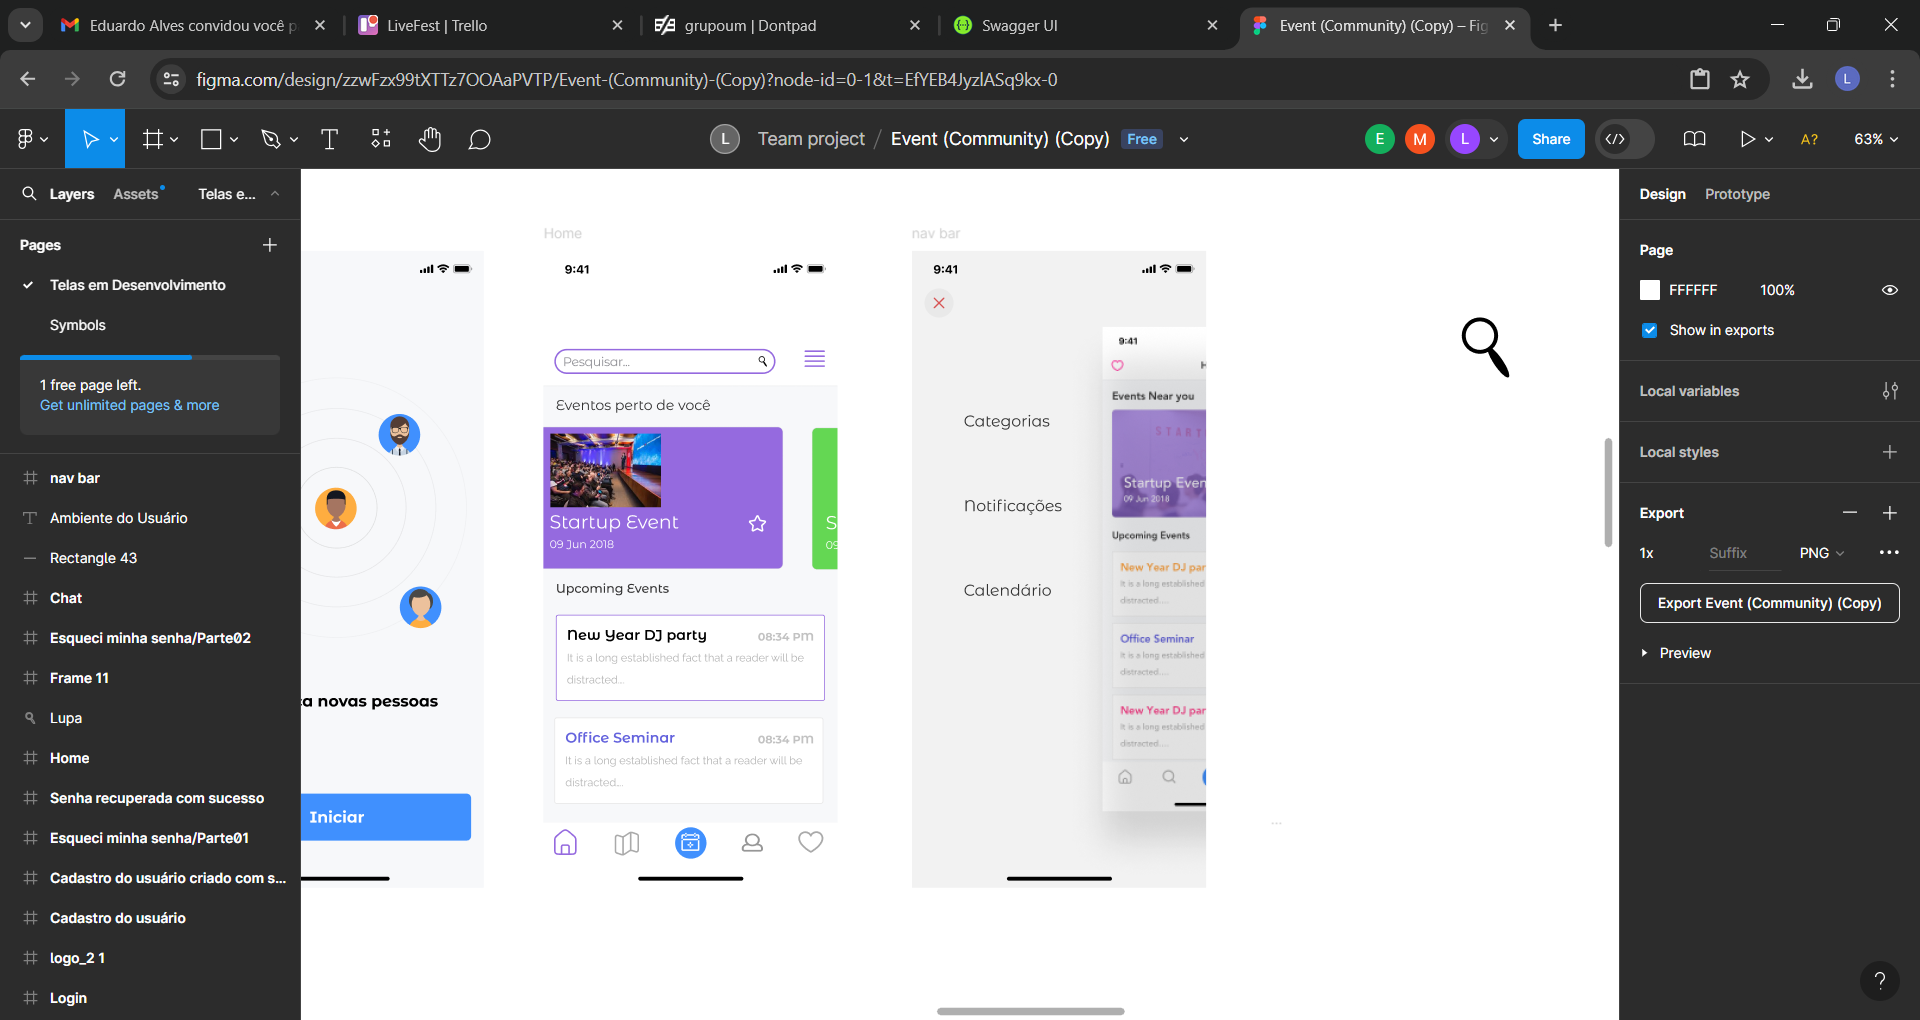 Eduardo Alves convidou você p
LiveFest | Trello
grupoum | Dontpad
Swagger UI
Event (Community) (Copy) – Fig
figma.com/design/zzwFzx99tXTTz7OOAaPVTP/Event-(Community)-(Copy)?node-id=0-1&t=EfYEB4JyzlASq9kx-0
L
L
Team project / Event (Community) (Copy)
Free
E
M
L
Share
A?
63%
Layers
Assets
Telas e...
Pages
Telas em Desenvolvimento
Symbols
1 free page left.
Get unlimited pages & more
nav bar
Ambiente do Usuário
Rectangle 43
Chat
Esqueci minha senha/Parte02
Frame 11
Lupa
Home
Senha recuperada com sucesso
Esqueci minha senha/Parte01
Cadastro do usuário criado com s...
Cadastro do usuário
logo_2 1
Login
a novas pessoas
Iniciar
Home
9:41
Pesquisar...
Eventos perto de você
Startup Event
09 Jun 2018
S
09
Upcoming Events
New Year DJ party
08:34 PM
It is a long established fact that a reader will be
distracted...
Office Seminar
08:34 PM
It is a long established fact that a reader will be
distracted...
nav bar
9:41
Categorias
Notificações
Calendário
9:41
H
Events Near you
START
Startup Even
09 Jun 2018
Upcoming Events
New Year DJ par
It is a long established
distracted....
Office Seminar
It is a long established
distracted....
New Year DJ par
It is a long established
distracted....
...
Design
Prototype
Page
FFFFFF
100%
Show in exports
Local variables
Local styles
Export
1x
Suffix
PNG
Export Event (Community) (Copy)
Preview
?